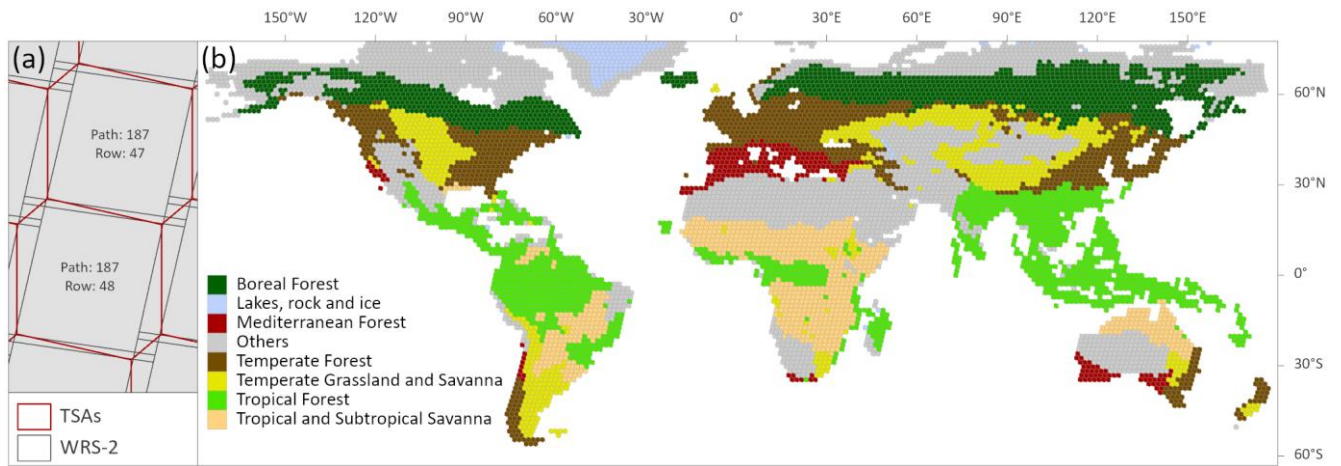 150°W 120°W 90°W 60°W 30°W 0° 30°E 60°E 90°E 120°E 150°E
(a)
Path: 187
Row: 47
Path: 187
Row: 48
TSAs
WRS-2
(b)
Boreal Forest
Lakes, rock and ice
Mediterranean Forest
Others
Temperate Forest
Temperate Grassland and Savanna
Tropical Forest
Tropical and Subtropical Savanna
60°N
30°N
0°
30°S
60°S